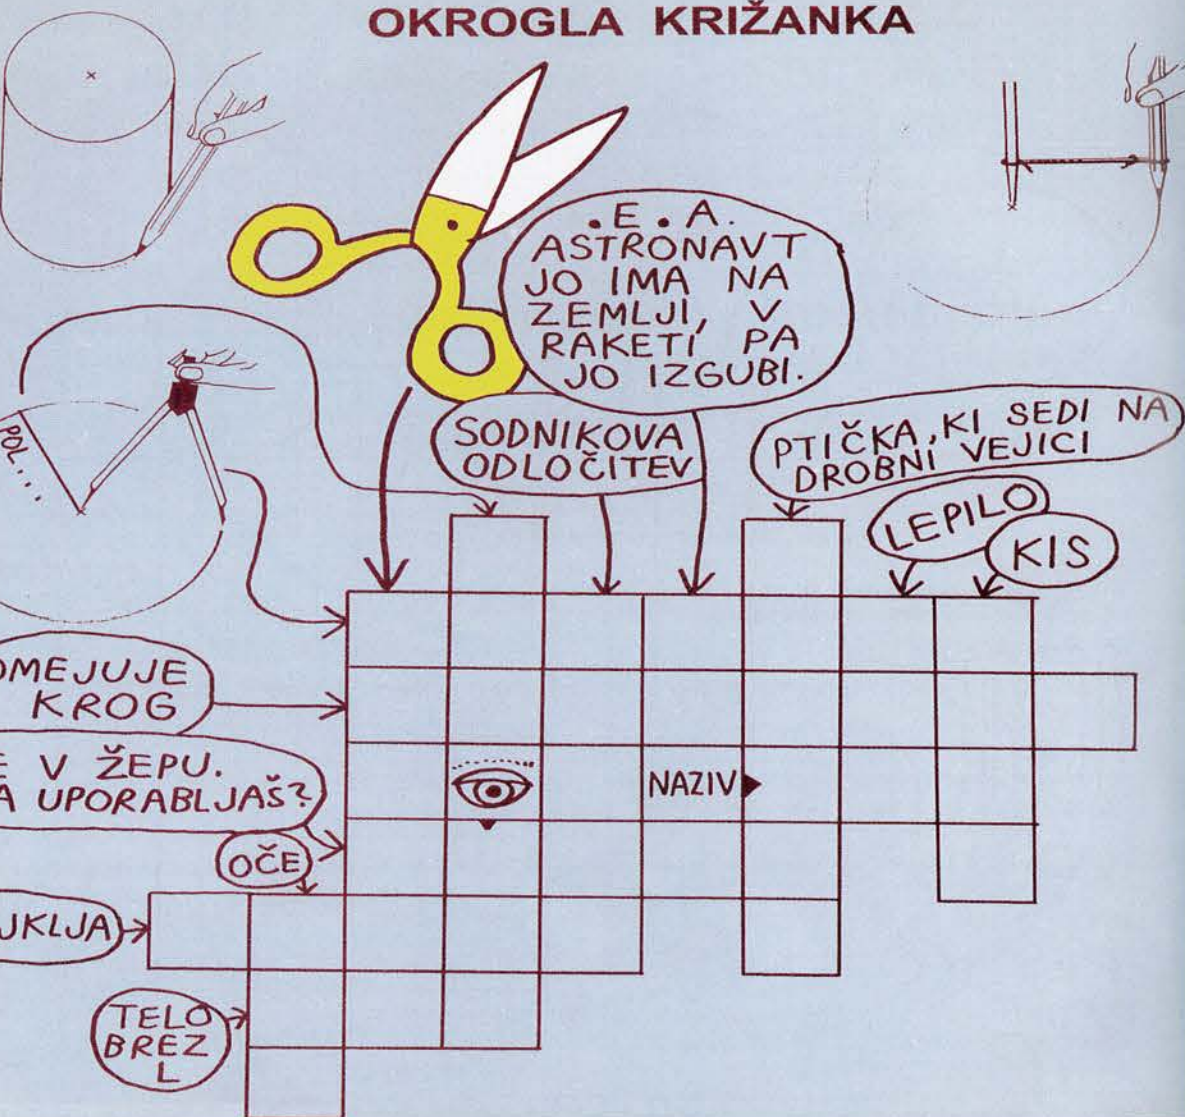 OKROGLA KRIŽANKA
.E.A.
ASTRONAVT
JO IMA NA
ZEMLJI, V
RAKETI PA
JO IZGUBI.
SODNIKOVA
ODLOČITEV
PTIČKA, KI SEDI NA
DROBNI VEJICI
LEPILO
KIS
POL...
OMEJUJE
KROG
E V ŽEPU.
A UPORABLJAŠ?
NAZIV
OČE
UKLJA
TELO
BREZ
L